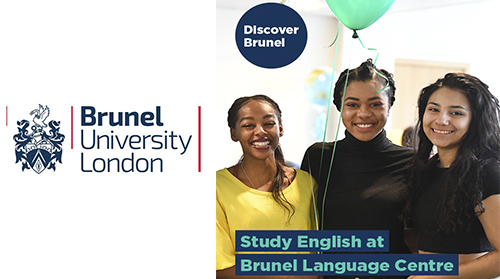 Brunel
University
London
Discover
Brunel
Study English at
Brunel Language Centre